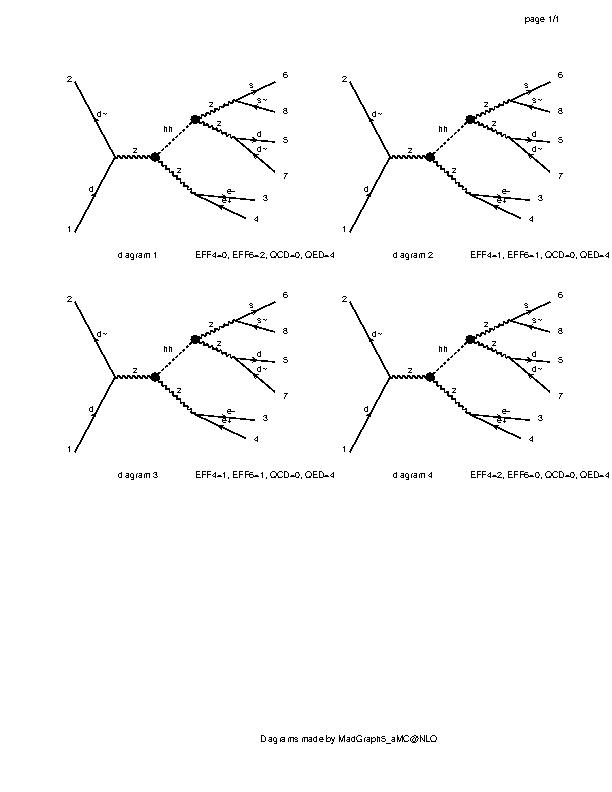 page 1/1
2 d~ d 1 z hh z z z s s~ d d~ e- e+ 6 8 5 7 3 4
diagram 1 EFF4=0, EFF6=2, QCD=0, QED=4
2 d~ d 1 z hh z z z s s~ d d~ e- e+ 6 8 5 7 3 4
diagram 2 EFF4=1, EFF6=1, QCD=0, QED=4
2 d~ d 1 z hh z z z s s~ d d~ e- e+ 6 8 5 7 3 4
diagram 3 EFF4=1, EFF6=1, QCD=0, QED=4
2 d~ d 1 z hh z z z s s~ d d~ e- e+ 6 8 5 7 3 4
diagram 4 EFF4=2, EFF6=0, QCD=0, QED=4
Diagrams made by MadGraph5_aMC@NLO